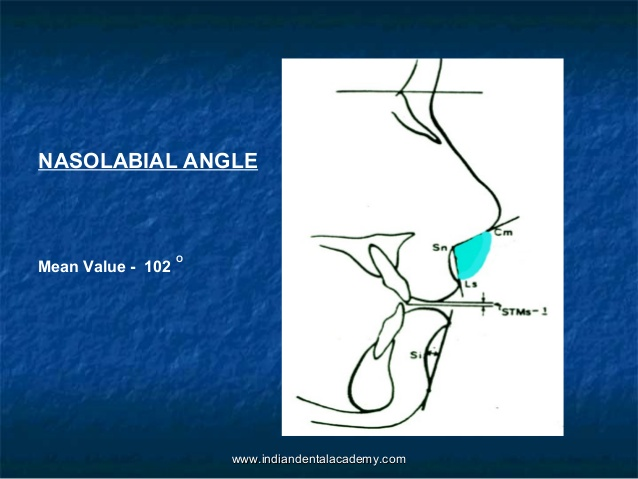 NASOLABIAL ANGLE
Mean Value - 102 o
Cm
Sn
Ls
STMs-1
Si
www.indiandentalacademy.com